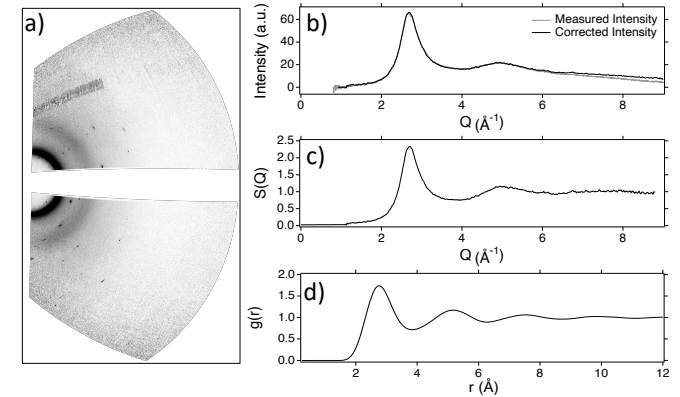 a)
b)
Intensity (a.u.)
60
40
20
0
Measured Intensity
Corrected Intensity
0 2 4 6 8
Q (Å⁻¹)
c)
S(Q)
2.5
2.0
1.5
1.0
0.5
0.0
0 2 4 6 8
Q (Å⁻¹)
d)
g(r)
2.0
1.5
1.0
0.5
0.0
2 4 6 8 10 12
r (Å)